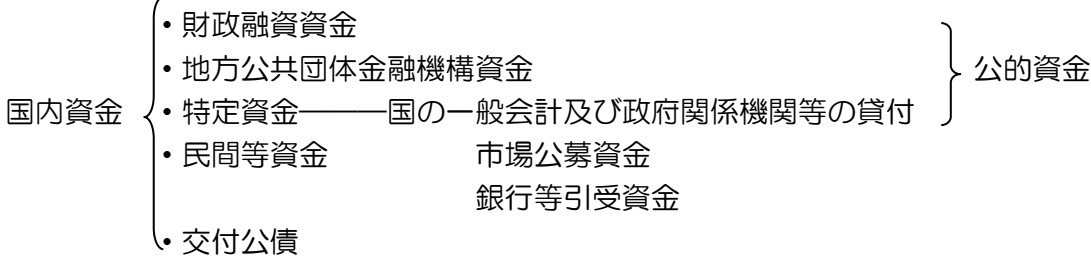 ・財政融資資金
・地方公共団体金融機構資金
公的資金
国内資金
・特定資金―――国の一般会計及び政府関係機関等の貸付
・民間等資金 市場公募資金
銀行等引受資金
・交付公債